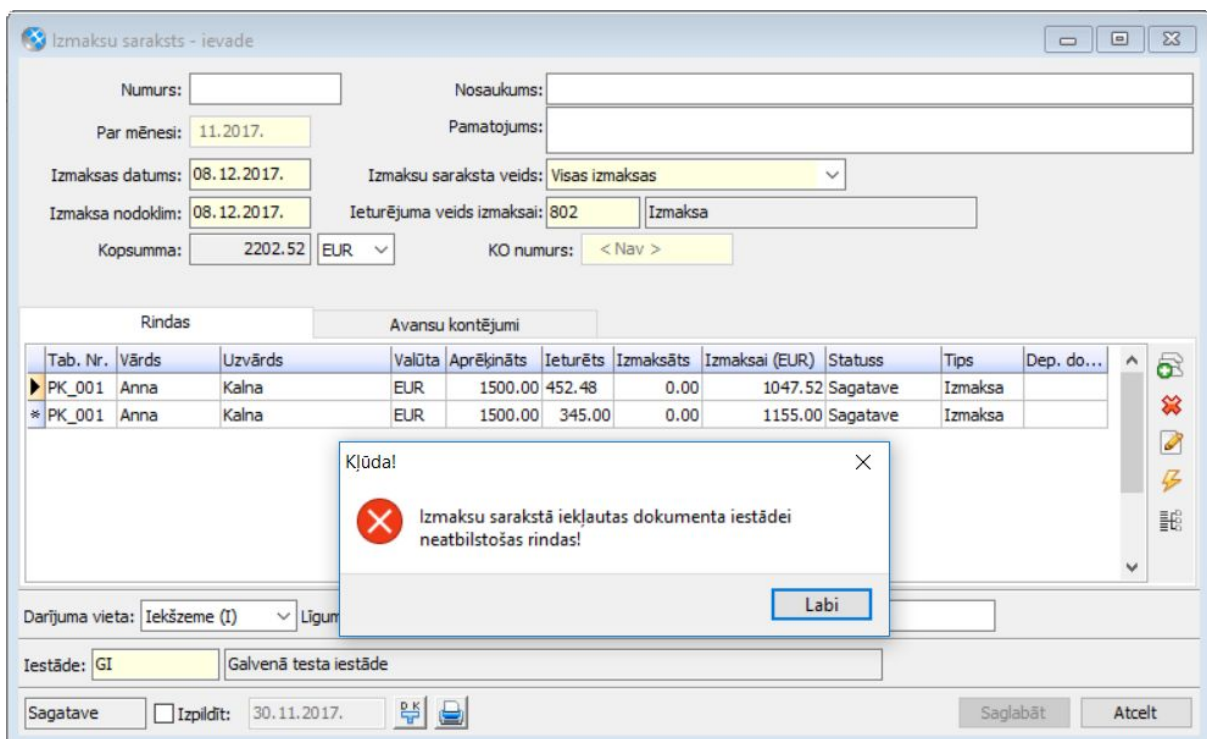 Izmaksu saraksts - ievade
Numurs: Nosaukums:
Par mēnesi: 11.2017. Pamatojums:
Izmaksas datums: 08.12.2017. Izmaksu saraksta veids: Visas izmaksas
Izmaksa nodoklim: 08.12.2017. Ieturējuma veids izmaksai: 802 Izmaksa
Kopsumma: 2202.52 EUR KO numurs: < Nav >
Rindas Avansu kontējumi
Tab. Nr. Vārds Uzvārds Valūta Aprēķināts Ieturēts Izmaksāts Izmaksai (EUR) Statuss Tips Dep. do...
PK_001 Anna Kalna EUR 1500.00 452.48 0.00 1047.52 Sagatave Izmaksa
* PK_001 Anna Kalna EUR 1500.00 345.00 0.00 1155.00 Sagatave Izmaksa
Kļūda!
Izmaksu sarakstā iekļautas dokumenta iestādei
neatbilstošas rindas!
Labi
Darījuma vieta: Iekšzeme (I) Līgum
Iestāde: GI Galvenā testa iestāde
Sagatave Izpildīt: 30.11.2017. D K Saglabāt Atcelt